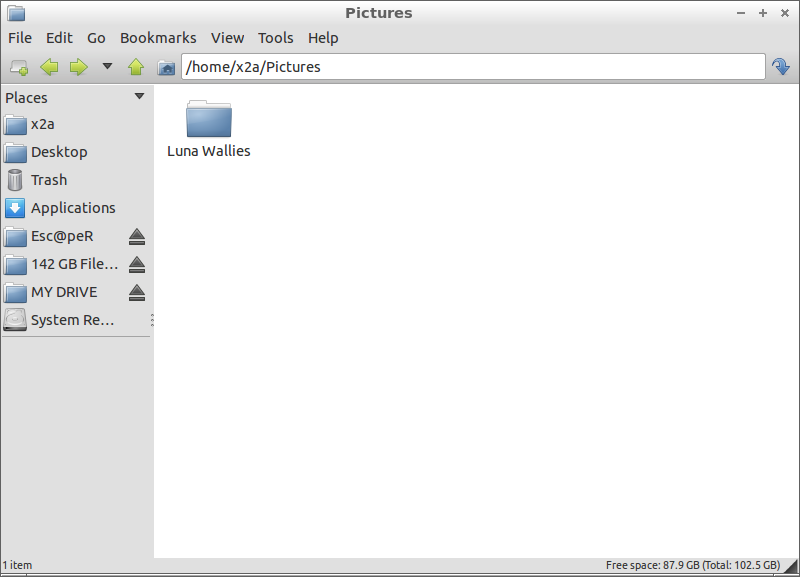 Pictures
File Edit Go Bookmarks View Tools Help
/home/x2a/Pictures
Places
x2a
Desktop
Trash
Applications
Esc@peR
142 GB File...
MY DRIVE
System Re...
Luna Wallies
1 item
Free space: 87.9 GB (Total: 102.5 GB)